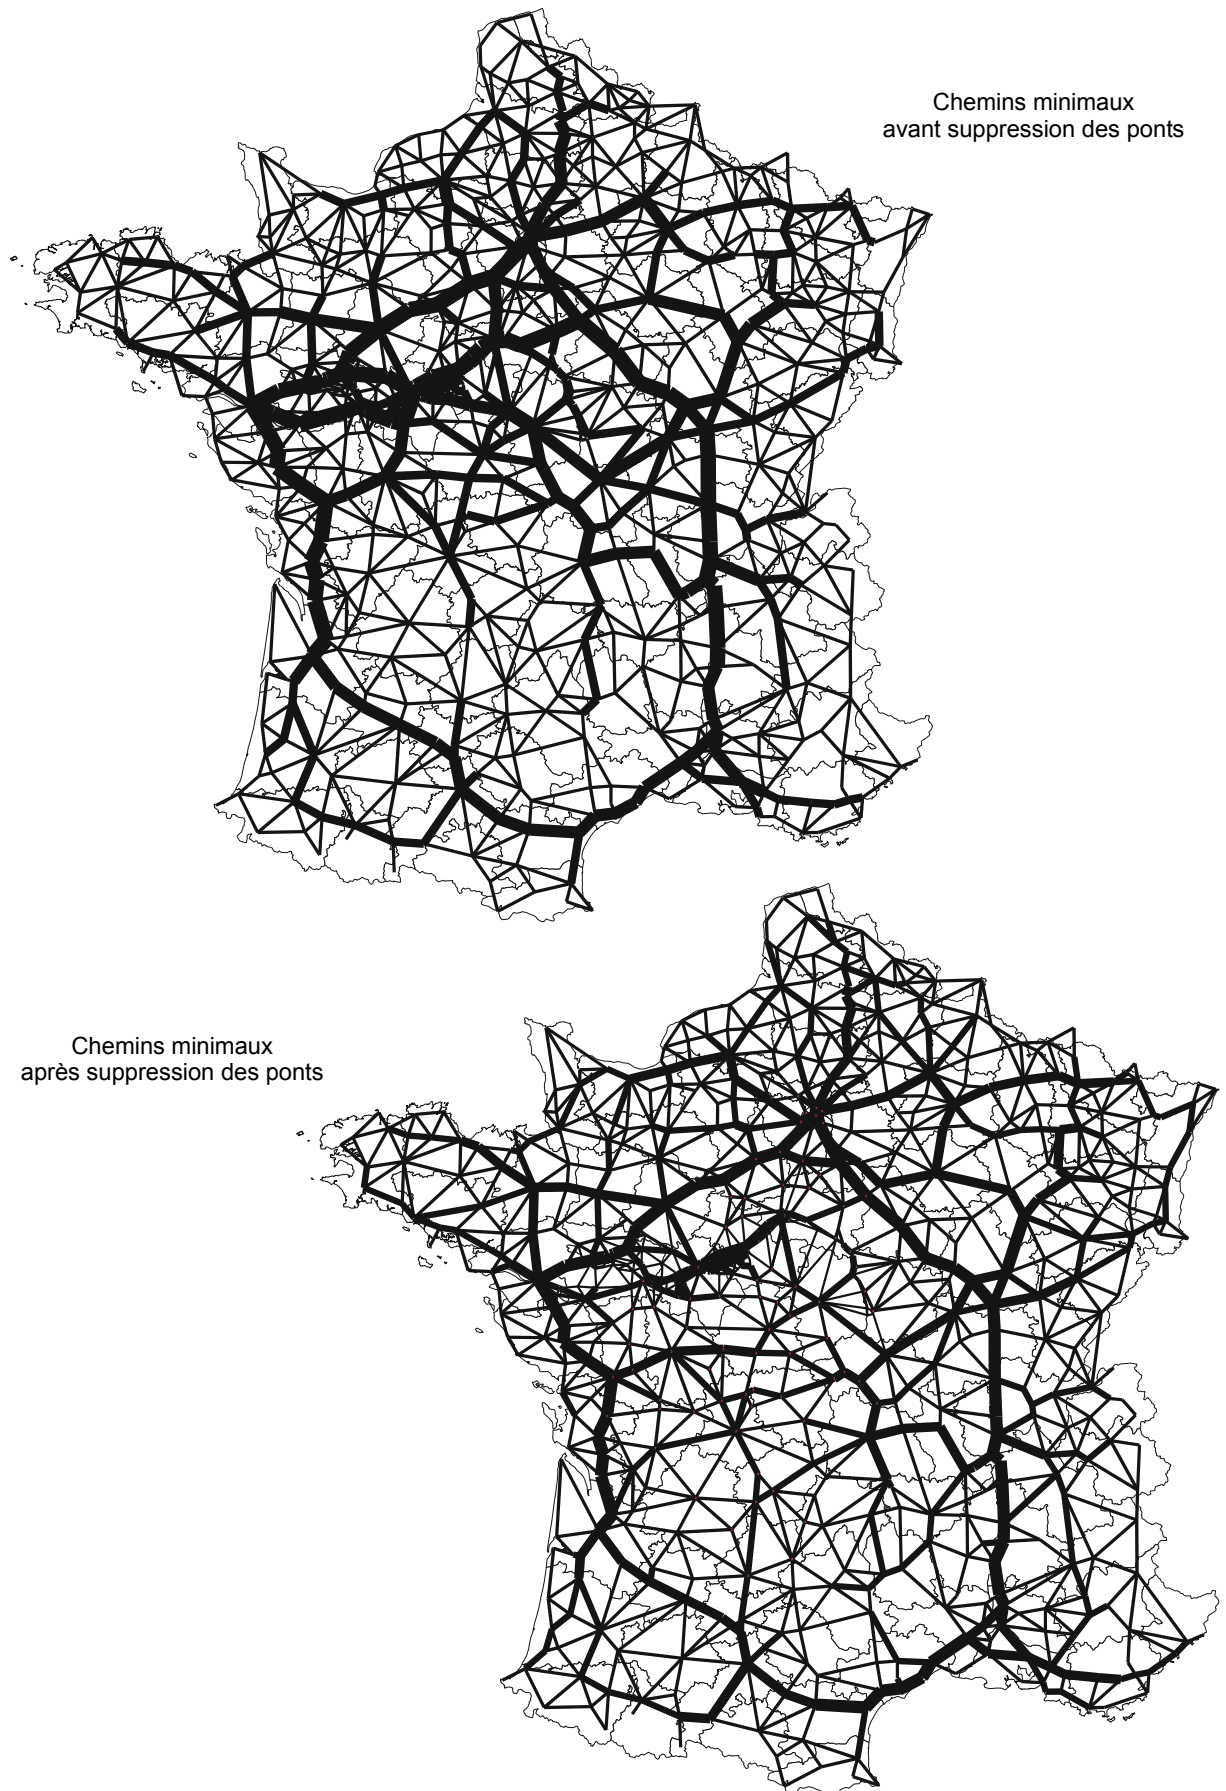 Chemins minimaux
avant suppression des ponts
Chemins minimaux
après suppression des ponts